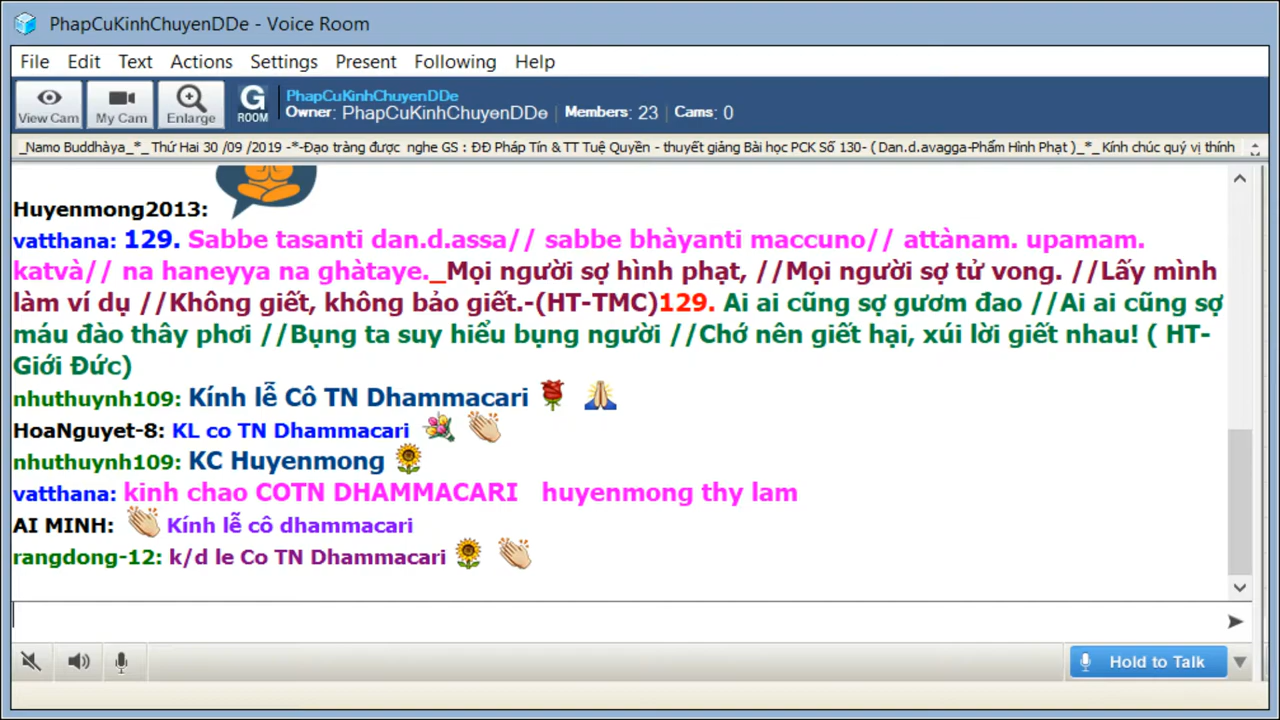 PhapCuKinhChuyenDDe - Voice Room
File Edit Text Actions Settings Present Following Help
View Cam My Cam Enlarge G ROOM PhapCuKinhChuyenDDe
Owner: PhapCuKinhChuyenDDe | Members: 23 | Cams: 0
_Namo Buddhàya_*_ Thứ Hai 30 /09 /2019 -*-Đạo tràng được nghe GS : ĐĐ Pháp Tín & TT Tuệ Quyền - thuyết giảng Bài học PCK Số 130- ( Dan.d.avagga-Phẩm Hình Phạt )_*_ Kính chúc quý vị thính
Huyenmong2013:
vatthana: 129. Sabbe tasanti dan.d.assa// sabbe bhàyanti maccuno// attànam. upamam.
katvà// na haneyya na ghàtaye._Mọi người sợ hình phạt, //Mọi người sợ tử vong. //Lấy mình
làm ví dụ //Không giết, không bảo giết.-(HT-TMC)129. Ai ai cũng sợ gươm đao //Ai ai cũng sợ
máu đào thây phơi //Bụng ta suy hiểu bụng người //Chớ nên giết hại, xúi lời giết nhau! ( HT-
Giới Đức)
nhuthuynh109: Kính lễ Cô TN Dhammacari
HoaNguyet-8: KL co TN Dhammacari
nhuthuynh109: KC Huyenmong
vatthana: kinh chao COTN DHAMMACARI huyenmong thy lam
AI MINH: Kính lễ cô dhammacari
rangdong-12: k/d le Co TN Dhammacari
Hold to Talk